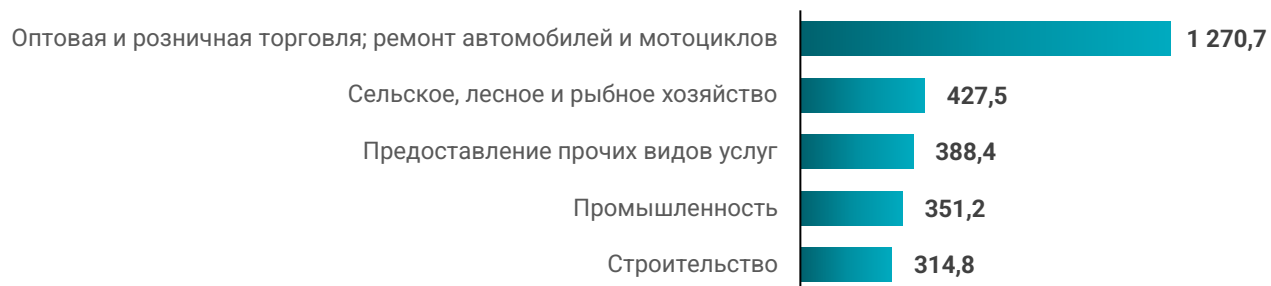 Оптовая и розничная торговля; ремонт автомобилей и мотоциклов 1 270,7
Сельское, лесное и рыбное хозяйство 427,5
Предоставление прочих видов услуг 388,4
Промышленность 351,2
Строительство 314,8